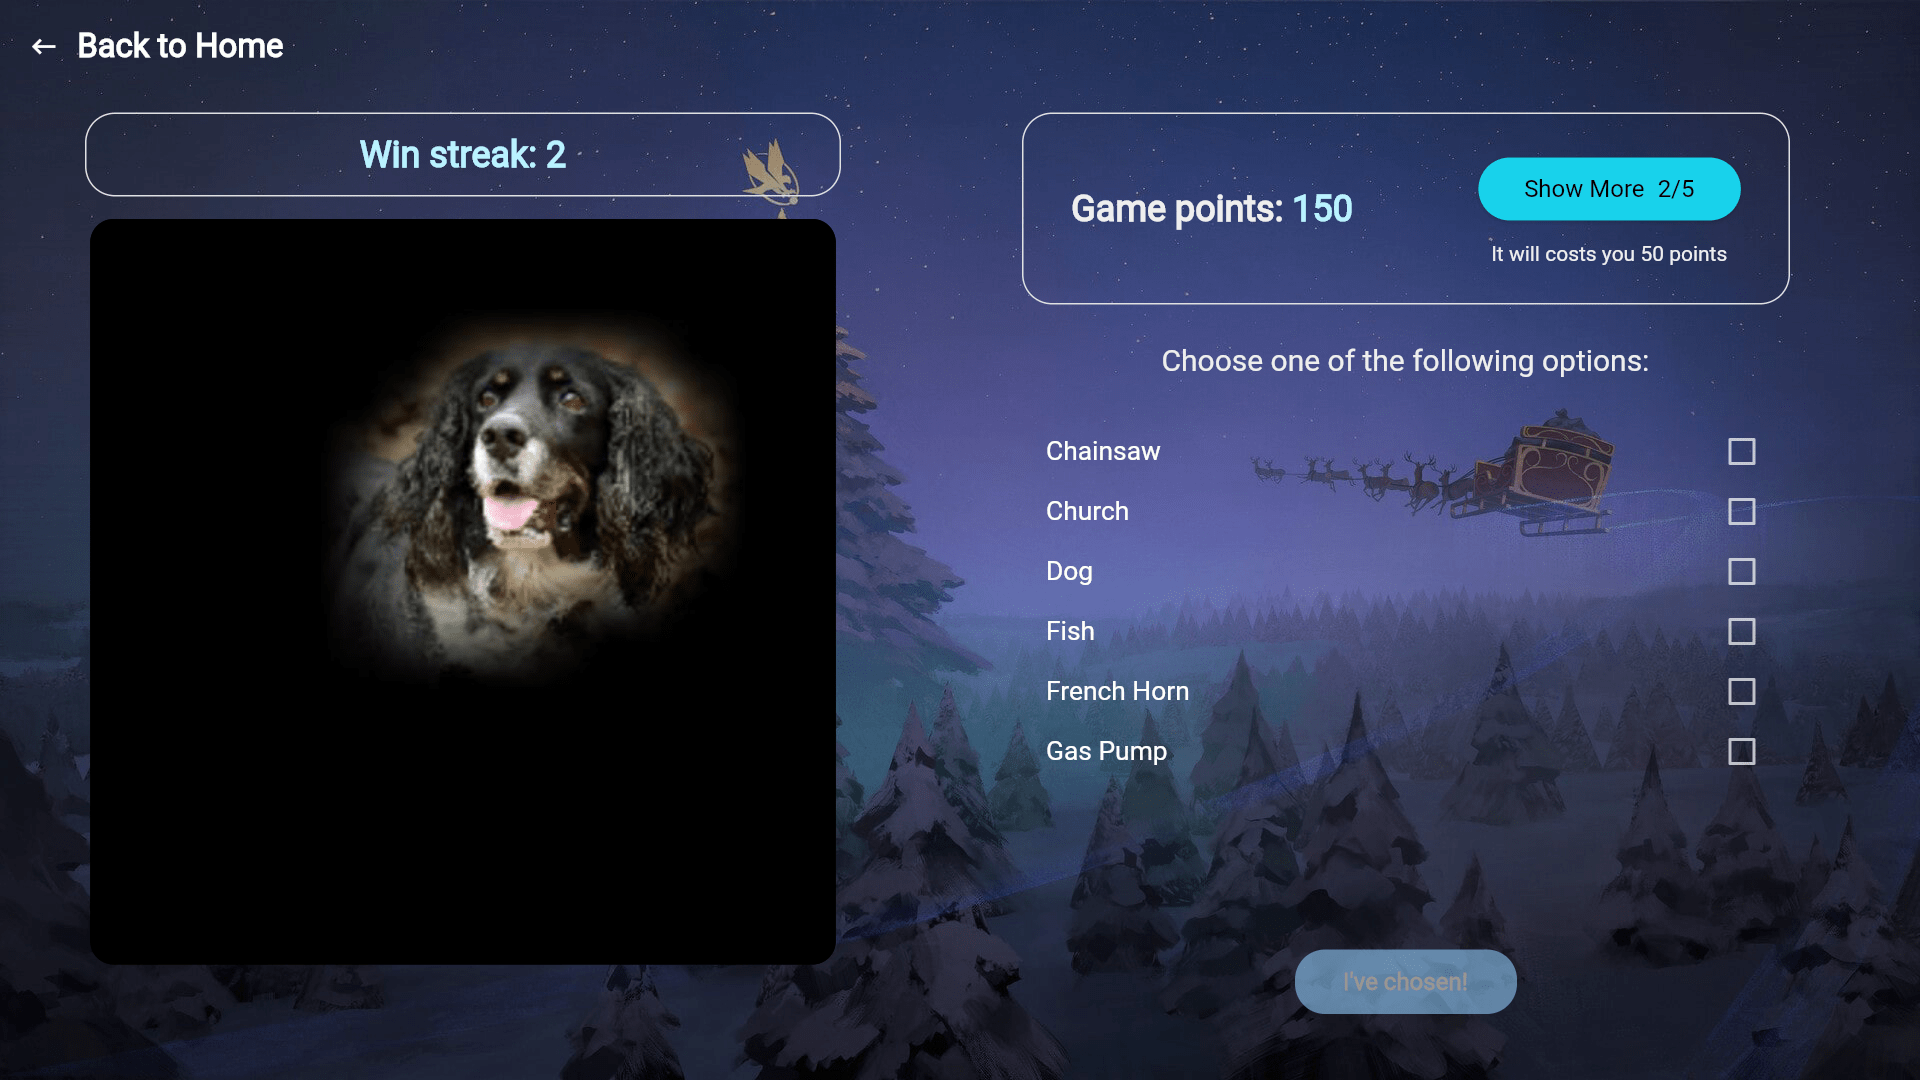 Back to Home
Win streak: 2
Game points: 150
Show More 2/5
It will costs you 50 points
Choose one of the following options:
Chainsaw
Church
Dog
Fish
French Horn
Gas Pump
I've chosen!